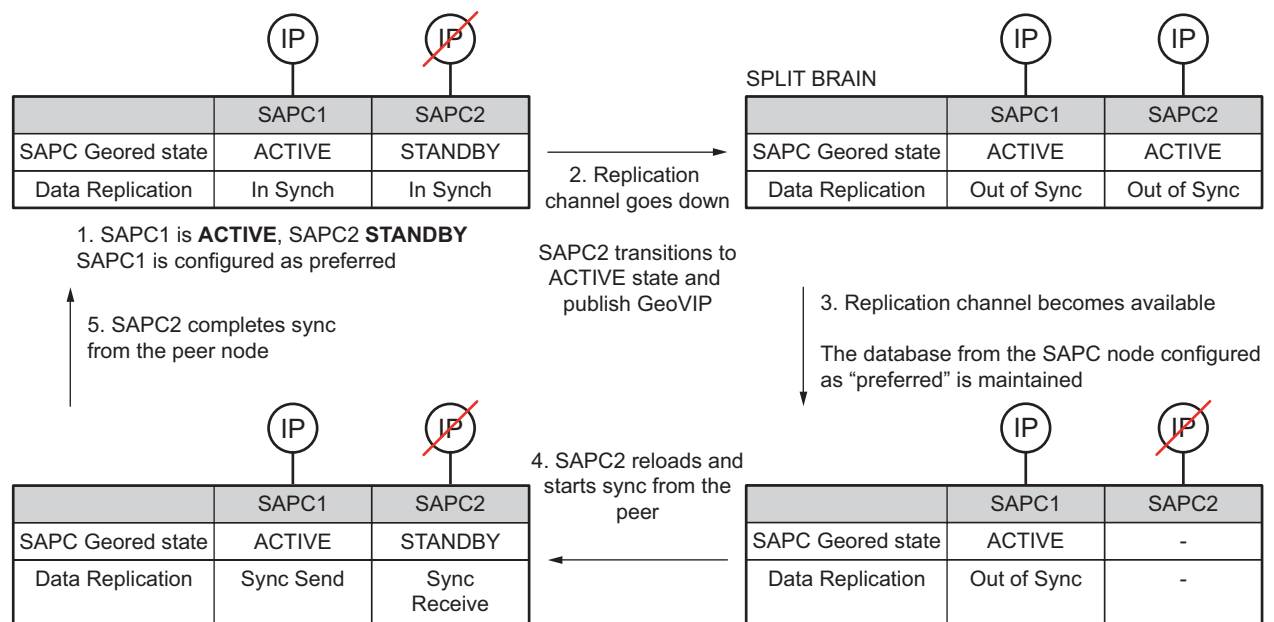 IP IP
SAPC1 SAPC2
SAPC Geored state ACTIVE STANDBY
Data Replication In Synch In Synch
1. SAPC1 is ACTIVE, SAPC2 STANDBY
SAPC1 is configured as preferred
2. Replication
channel goes down
SAPC2 transitions to
ACTIVE state and
publish GeoVIP
IP IP
SPLIT BRAIN
SAPC1 SAPC2
SAPC Geored state ACTIVE ACTIVE
Data Replication Out of Sync Out of Sync
3. Replication channel becomes available
The database from the SAPC node configured
as “preferred” is maintained
IP IP
SAPC1 SAPC2
SAPC Geored state ACTIVE -
Data Replication Out of Sync -
4. SAPC2 reloads and
starts sync from the
peer
IP IP
SAPC1 SAPC2
SAPC Geored state ACTIVE STANDBY
Data Replication Sync Send Sync
Receive
5. SAPC2 completes sync
from the peer node